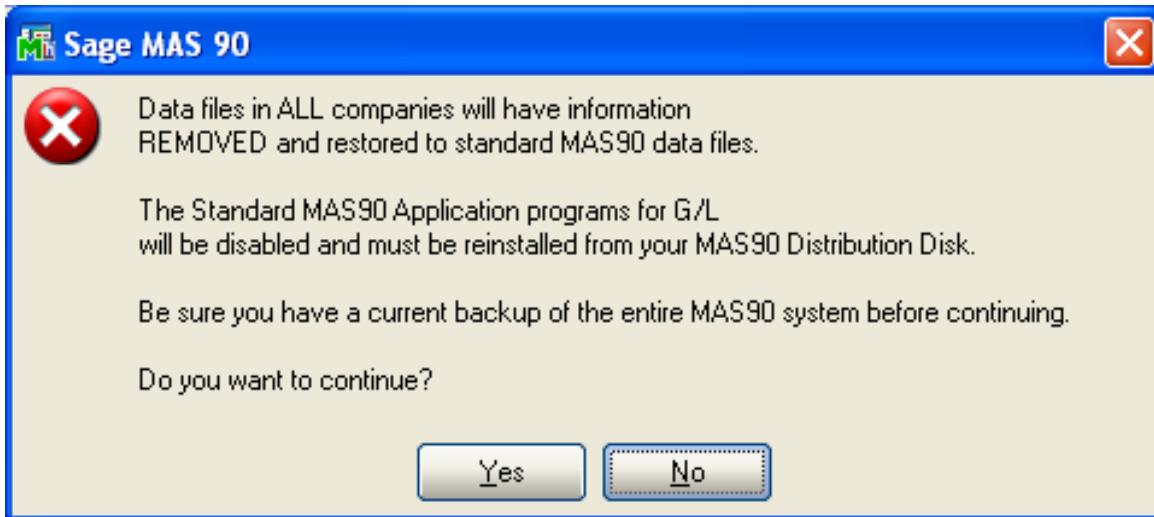 Sage MAS 90
Data files in ALL companies will have information
REMOVED and restored to standard MAS90 data files.
The Standard MAS90 Application programs for G/L
will be disabled and must be reinstalled from your MAS90 Distribution Disk.
Be sure you have a current backup of the entire MAS90 system before continuing.
Do you want to continue?
Yes
No